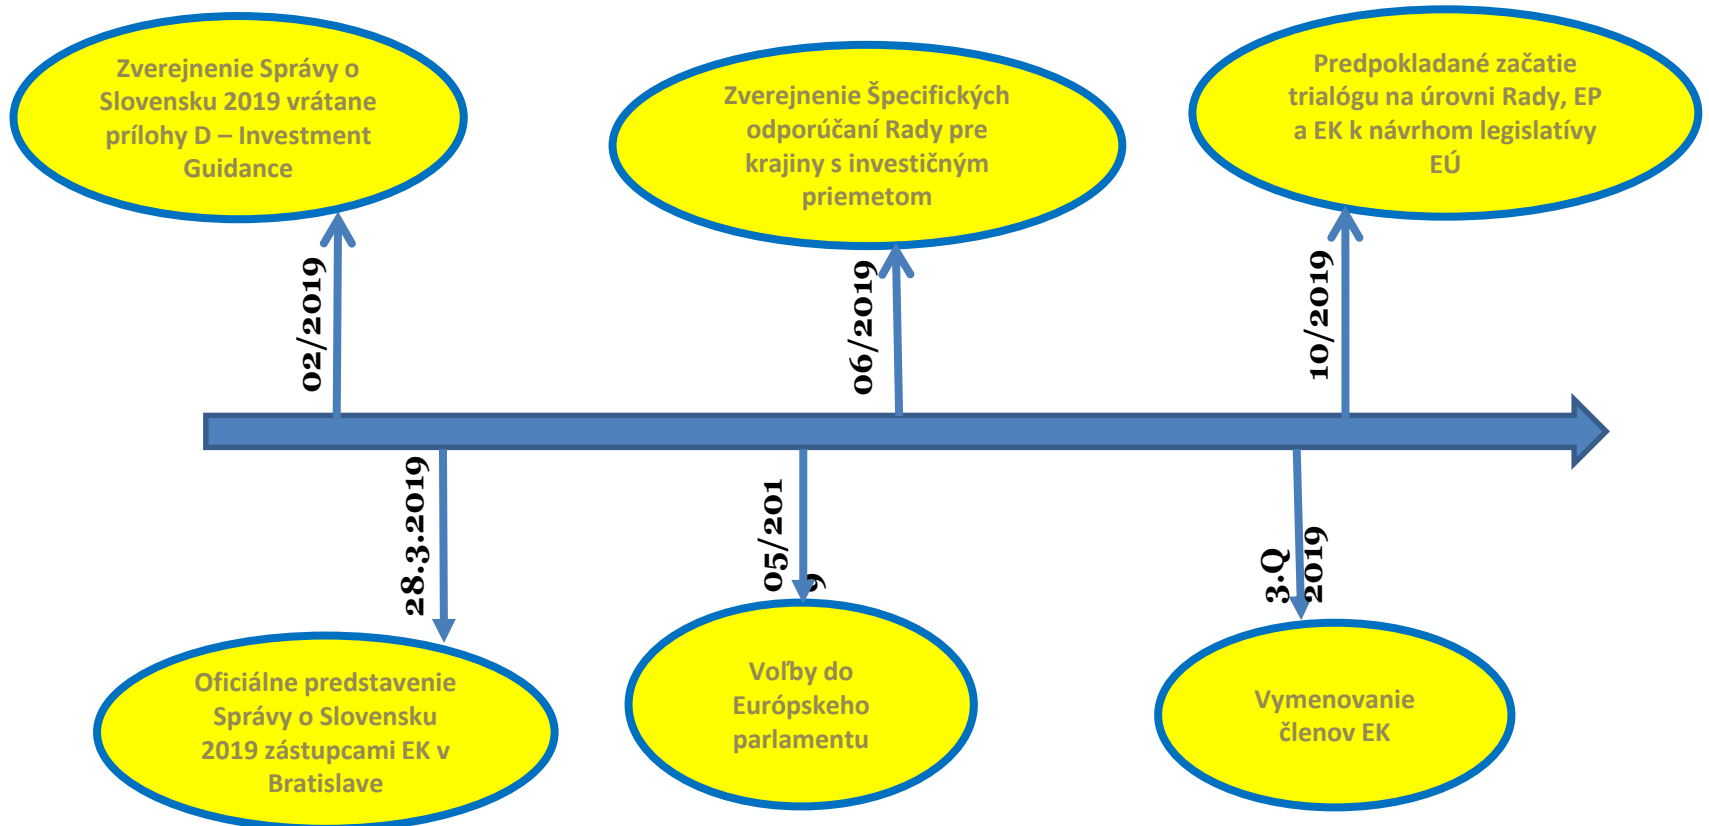 Zverejnenie Správy o
Slovensku 2019 vrátane
prílohy D – Investment
Guidance
Zverejnenie Špecifických
odporúčaní Rady pre
krajiny s investičným
priemetom
Predpokladané začatie
trialógu na úrovni Rady, EP
a EK k návrhom legislatívy
EÚ
02/2019
06/2019
10/2019
28.3.2019
05/201
9
3.Q
2019
Oficiálne predstavenie
Správy o Slovensku
2019 zástupcami EK v
Bratislave
Voľby do
Európskeho
parlamentu
Vymenovanie
členov EK